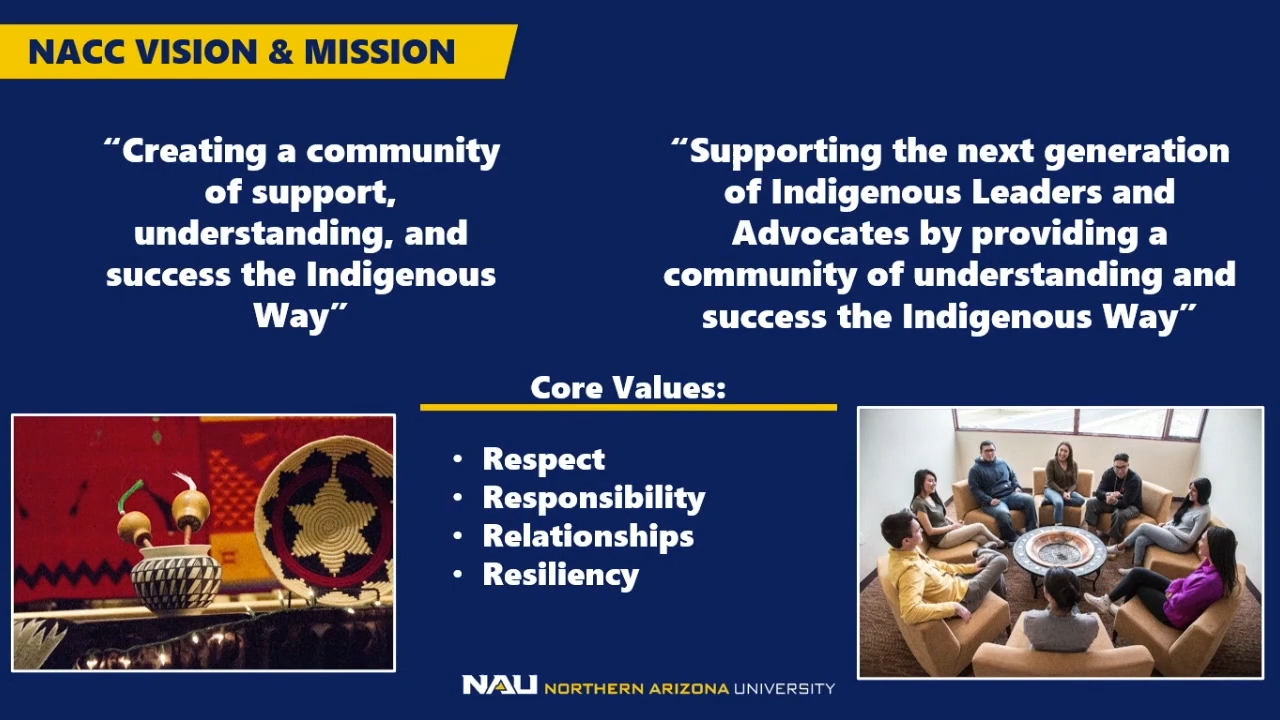 NACC VISION & MISSION
“Creating a community
of support,
understanding, and
success the Indigenous
Way”
“Supporting the next generation
of Indigenous Leaders and
Advocates by providing a
community of understanding and
success the Indigenous Way”
Core Values:
• Respect
• Responsibility
• Relationships
• Resiliency
NAU NORTHERN ARIZONA UNIVERSITY